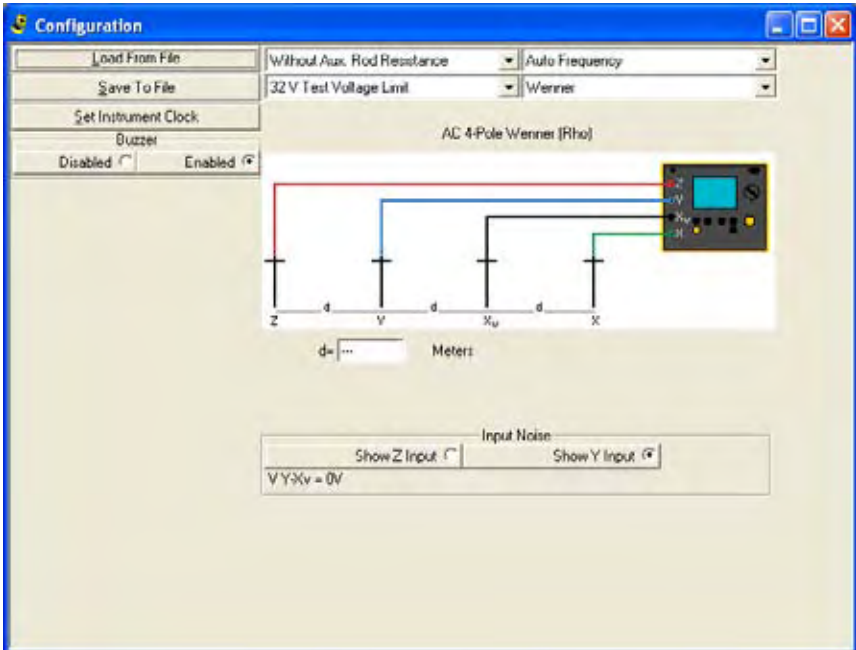 Configuration
Load From File
Save To File
Set Instrument Clock
Buzzer
Disabled Enabled
Without Aux. Rod Resistance
Auto Frequency
32 V Test Voltage Limit
Wenner
AC 4-Pole Wenner (Rho)
Z
Y
Xv
X
d d d
Z Y Xv X
d= --- Meters
Input Noise
Show Z Input Show Y Input
V Y-Xv = 0V